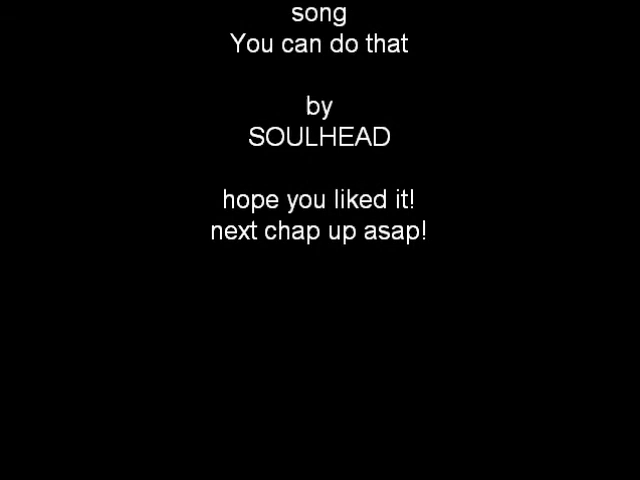 song
You can do that
by
SOULHEAD
hope you liked it!
next chap up asap!